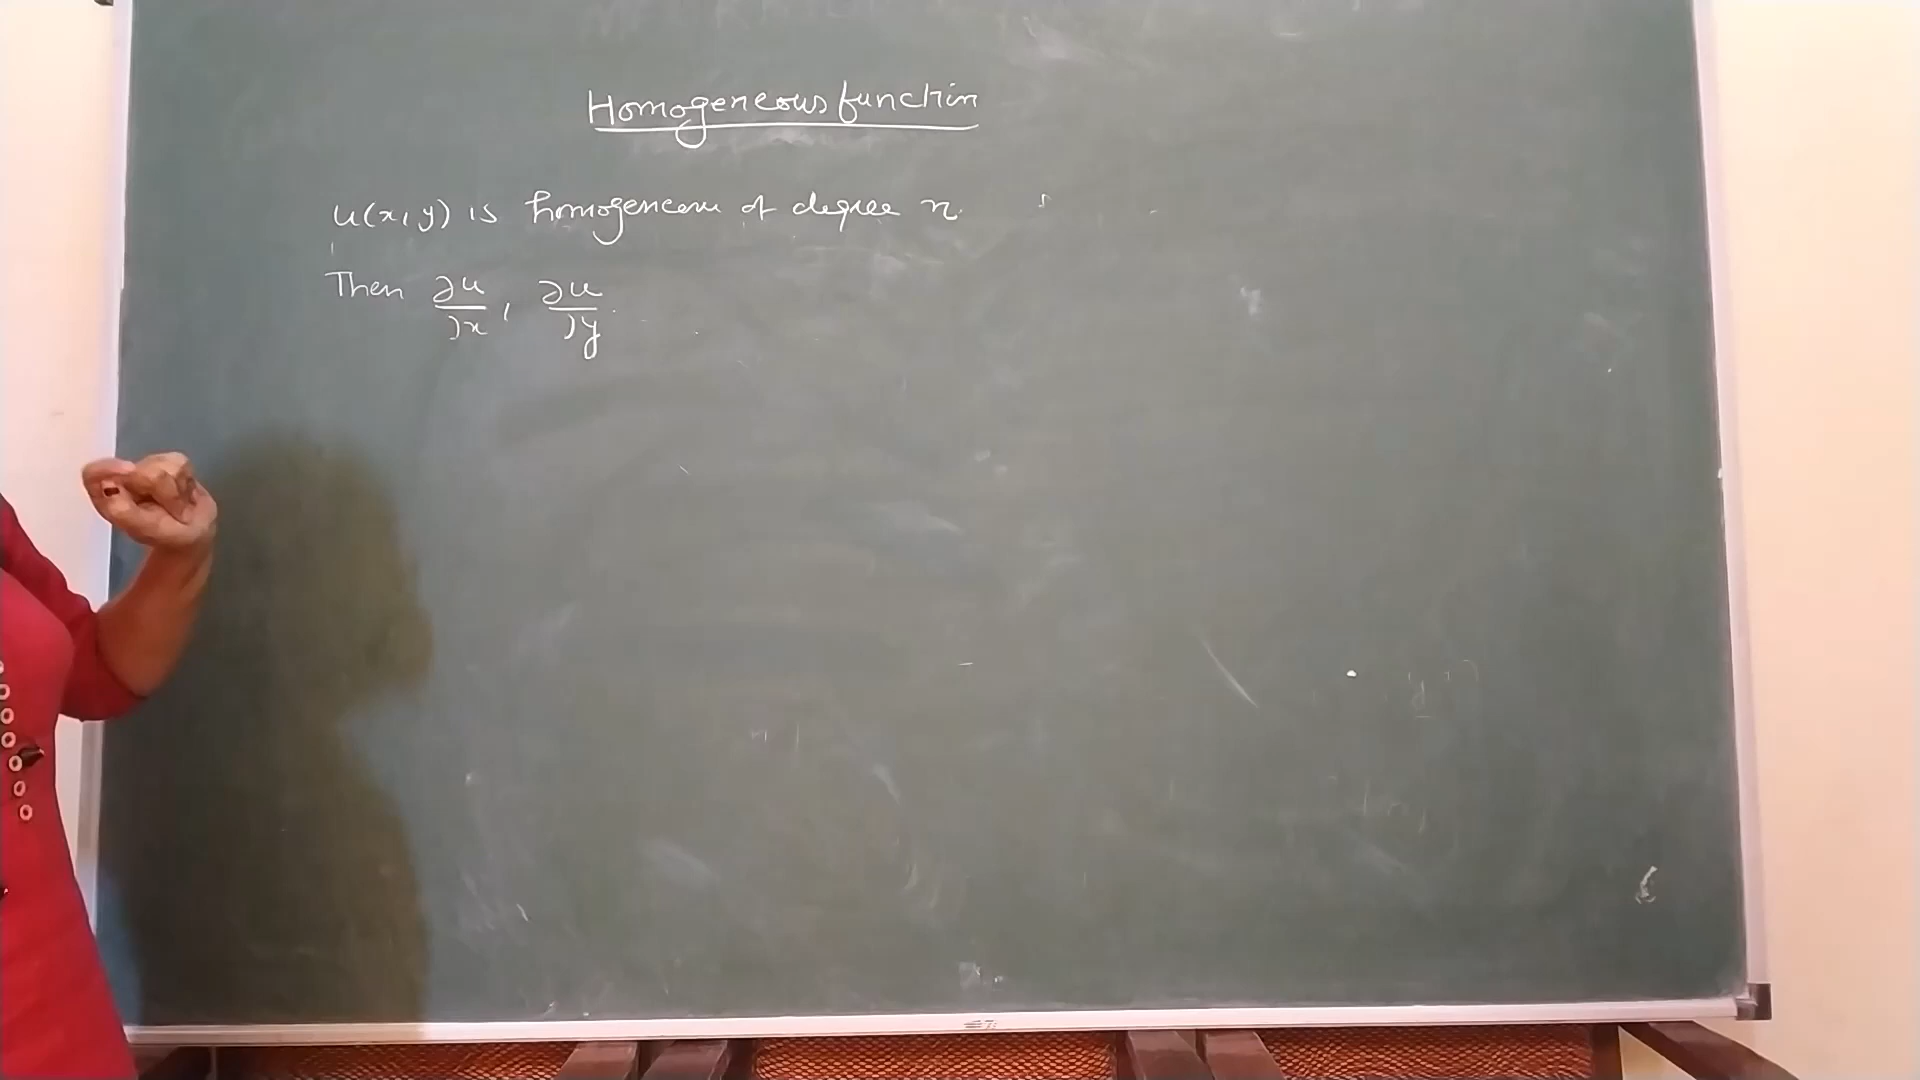 Homogeneous function
u(x, y) is homogeneous of degree n.
Then ∂u/∂x, ∂u/∂y